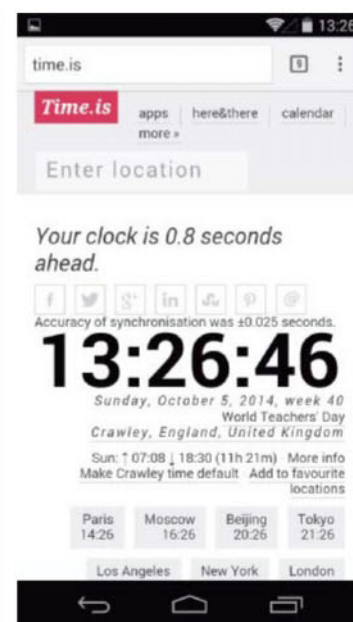 13:26
time.is
Time.is
apps
here&there
calendar
more »
Enter location
Your clock is 0.8 seconds
ahead.
f g+ in @
Accuracy of synchronisation was ±0.025 seconds.
13:26:46
Sunday, October 5, 2014, week 40
World Teachers' Day
Crawley, England, United Kingdom
Sun: ↑ 07:08 ↓ 18:30 (11h 21m) · More info
Make Crawley time default · Add to favourite
locations
Paris Moscow Beijing Tokyo
14:26 16:26 20:26 21:26
Los Angeles New York London